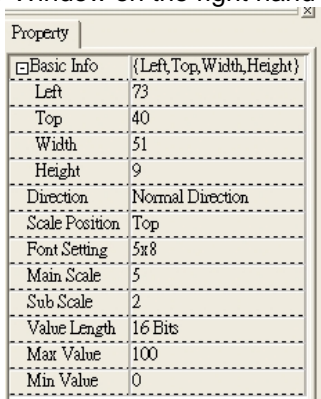 Window on the right hand
Property
Basic Info {Left,Top,Width,Height}
Left 73
Top 40
Width 51
Height 9
Direction Normal Direction
Scale Position Top
Font Setting 5x8
Main Scale 5
Sub Scale 2
Value Length 16 Bits
Max Value 100
Min Value 0